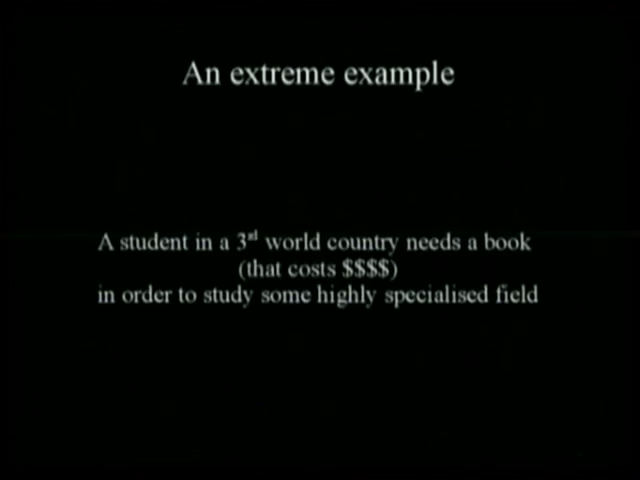 An extreme example
A student in a 3rd world country needs a book
(that costs $$$$)
in order to study some highly specialised field